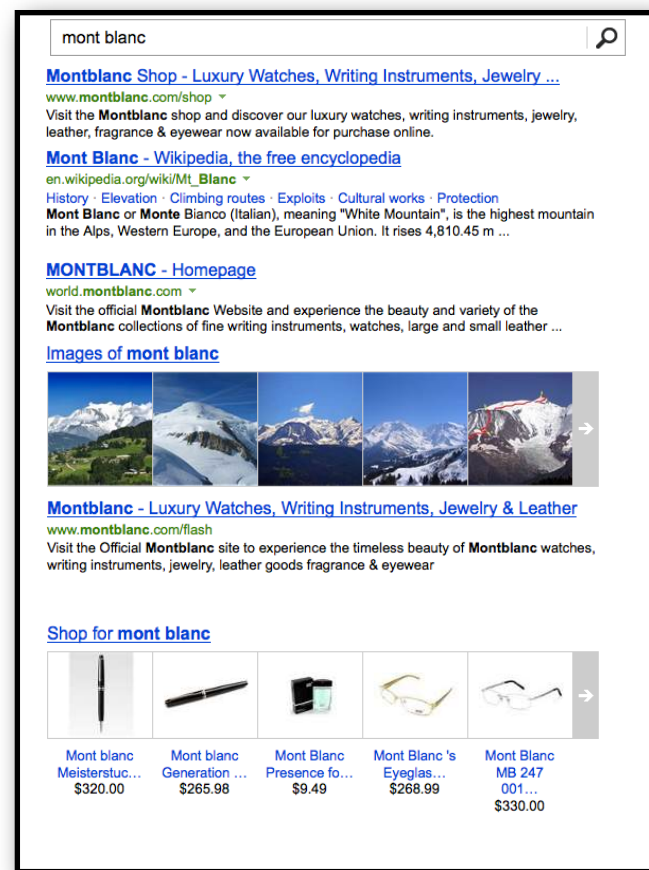 mont blanc
Montblanc Shop - Luxury Watches, Writing Instruments, Jewelry ...
www.montblanc.com/shop
Visit the Montblanc shop and discover our luxury watches, writing instruments, jewelry,
leather, fragrance & eyewear now available for purchase online.
Mont Blanc - Wikipedia, the free encyclopedia
en.wikipedia.org/wiki/Mt_Blanc
History · Elevation · Climbing routes · Exploits · Cultural works · Protection
Mont Blanc or Monte Bianco (Italian), meaning "White Mountain", is the highest mountain
in the Alps, Western Europe, and the European Union. It rises 4,810.45 m ...
MONTBLANC - Homepage
world.montblanc.com
Visit the official Montblanc Website and experience the beauty and variety of the
Montblanc collections of fine writing instruments, watches, large and small leather ...
Images of mont blanc
Montblanc - Luxury Watches, Writing Instruments, Jewelry & Leather
www.montblanc.com/flash
Visit the Official Montblanc site to experience the timeless beauty of Montblanc watches,
writing instruments, jewelry, leather goods fragrance & eyewear
Shop for mont blanc
Mont blanc
Meisterstuc...
$320.00
Mont blanc
Generation ...
$265.98
Mont Blanc
Presence fo...
$9.49
Mont Blanc 's
Eyeglas...
$268.99
Mont Blanc
MB 247
001...
$330.00